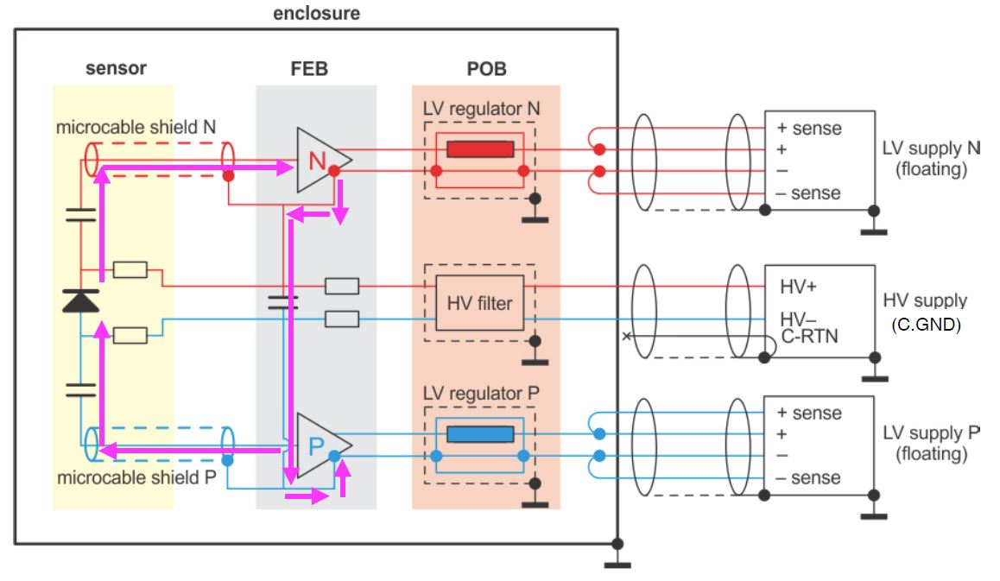 enclosure
sensor
FEB
POB
microcable shield N
N
LV regulator N
+ sense
+
–
– sense
LV supply N
(floating)
HV filter
HV+
HV–
C-RTN
HV supply
(C.GND)
microcable shield P
P
LV regulator P
+ sense
+
–
– sense
LV supply P
(floating)